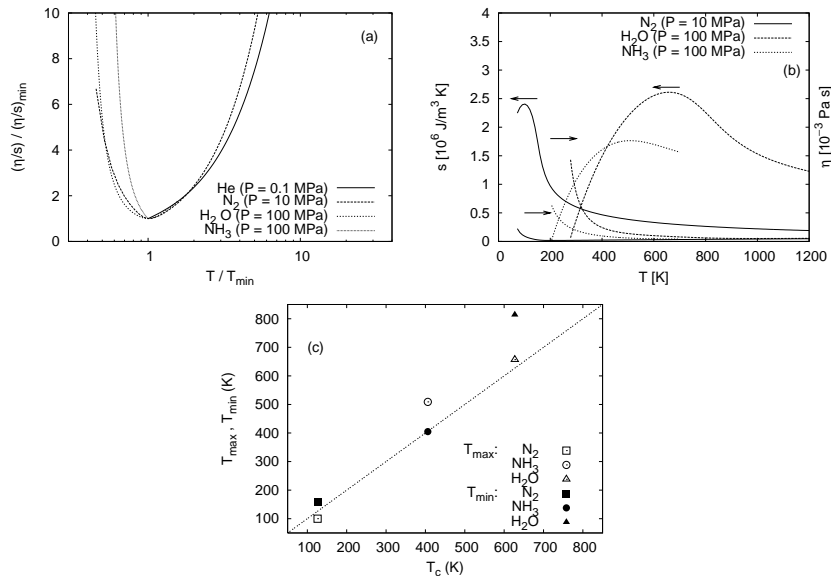 (a)
10
8
6
4
2
0
1
10
(η/s) / (η/s)min
T / Tmin
He (P = 0.1 MPa)
N2 (P = 10 MPa)
H2O (P = 100 MPa)
NH3 (P = 100 MPa)
N2 (P = 10 MPa)
H2O (P = 100 MPa)
NH3 (P = 100 MPa)
(b)
4
3.5
3
2.5
2
1.5
1
0.5
0
0 200 400 600 800 1000 1200
s [10^6 J/m^3 K]
η [10^-3 Pa s]
T [K]
(c)
800
700
600
500
400
300
200
100
100 200 300 400 500 600 700 800
Tmax , Tmin (K)
Tc (K)
Tmax: N2
NH3
H2O
Tmin: N2
NH3
H2O